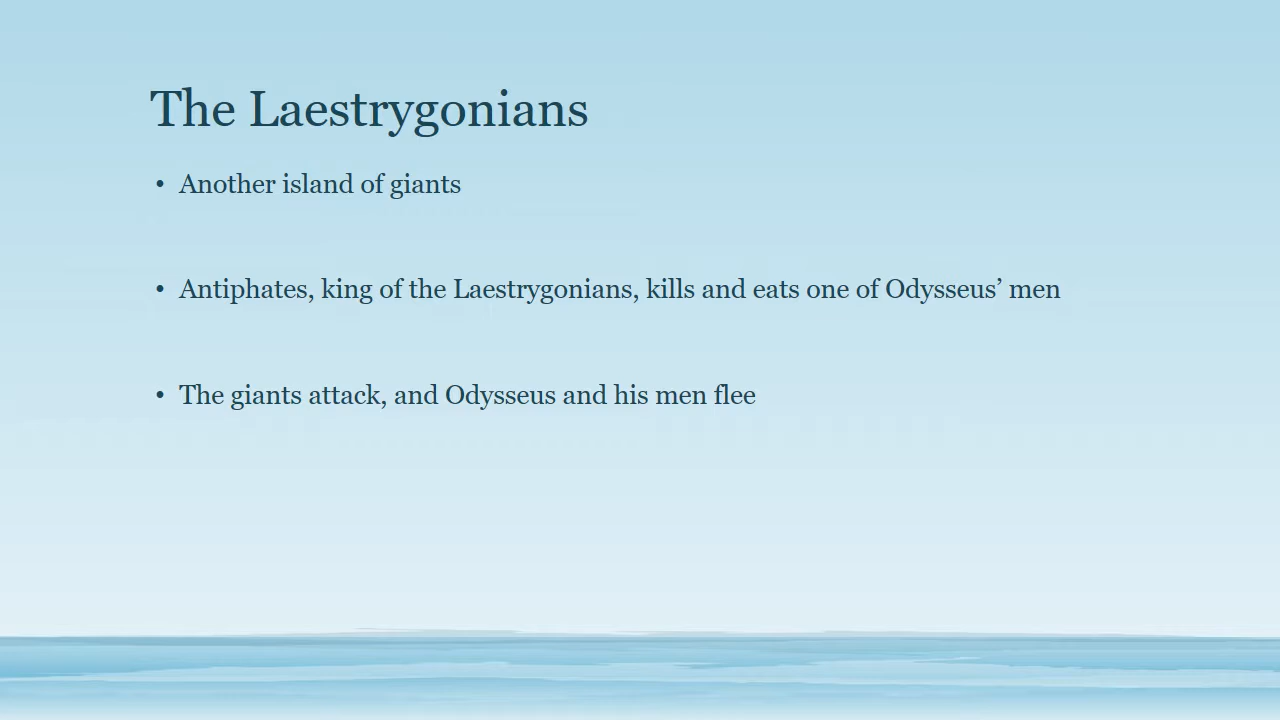 The Laestrygonians
• Another island of giants
• Antiphates, king of the Laestrygonians, kills and eats one of Odysseus’ men
• The giants attack, and Odysseus and his men flee